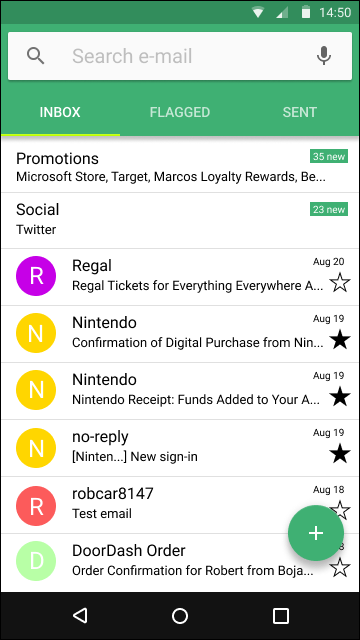 14:50
Search e-mail
INBOX FLAGGED SENT
Promotions 35 new
Microsoft Store, Target, Marcos Loyalty Rewards, Be...
Social 23 new
Twitter
R Regal Aug 20
Regal Tickets for Everything Everywhere A...
N Nintendo Aug 19
Confirmation of Digital Purchase from Nin...
N Nintendo Aug 19
Nintendo Receipt: Funds Added to Your A...
N no-reply Aug 19
[Ninten...] New sign-in
R robcar8147 Aug 18
Test email
D DoorDash Order
Order Confirmation for Robert from Boja...